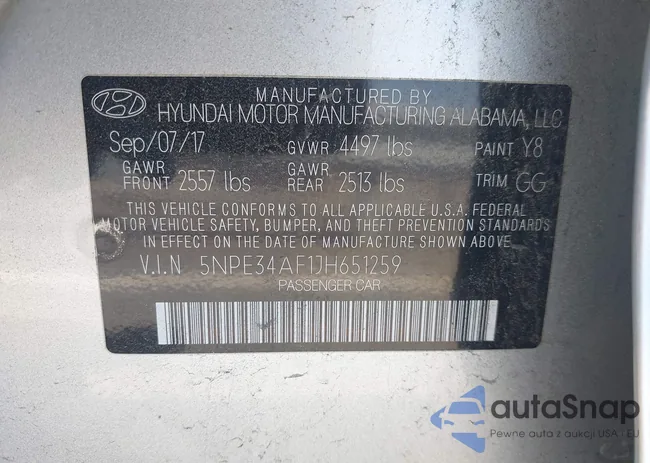 MANUFACTURED BY
HYUNDAI MOTOR MANUFACTURING ALABAMA, LLC
Sep/07/17 GVWR 4497 lbs PAINT Y8
GAWR FRONT 2557 lbs GAWR REAR 2513 lbs TRIM GG
THIS VEHICLE CONFORMS TO ALL APPLICABLE U.S.A. FEDERAL
MOTOR VEHICLE SAFETY, BUMPER, AND THEFT PREVENTION STANDARDS
IN EFFECT ON THE DATE OF MANUFACTURE SHOWN ABOVE.
V.I.N 5NPE34AF1JH651259
PASSENGER CAR
autoSnap
Pewne auta z aukcji USA i EU